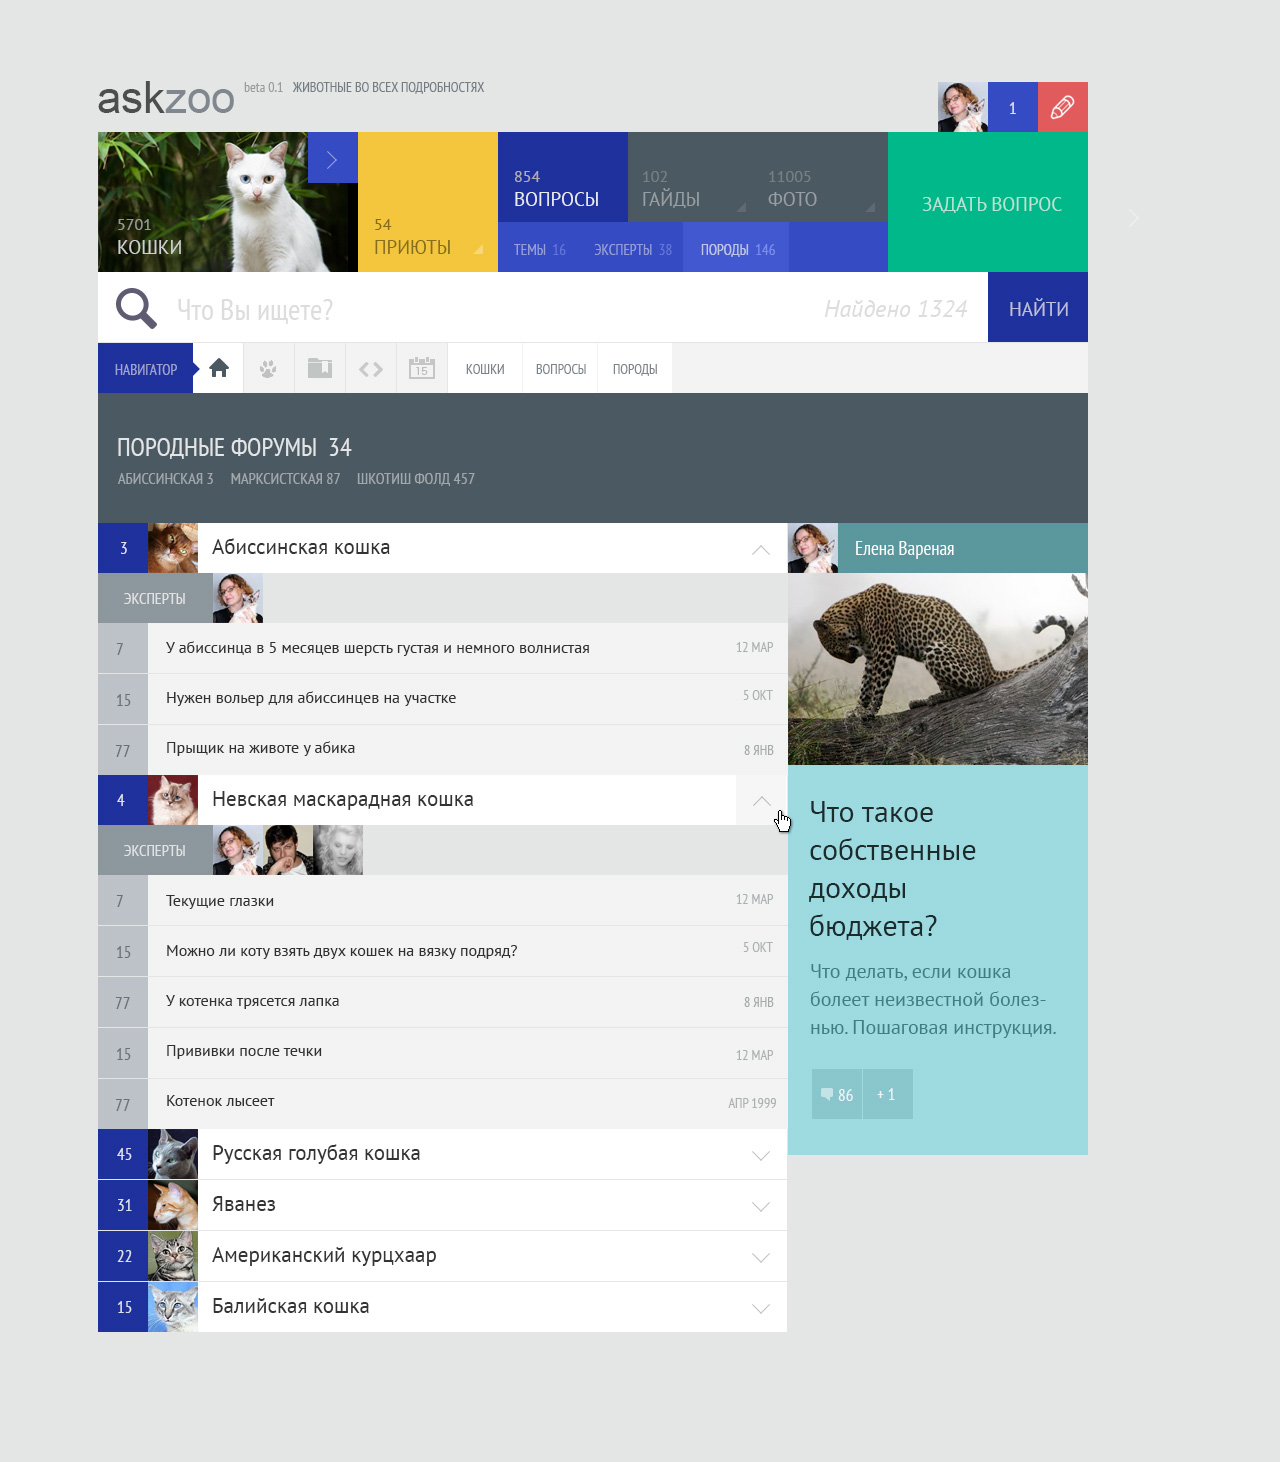 askzoo beta 0.1 ЖИВОТНЫЕ ВО ВСЕХ ПОДРОБНОСТЯХ
1
5701
КОШКИ
54
ПРИЮТЫ
854
ВОПРОСЫ
102
ГАЙДЫ
11005
ФОТО
ТЕМЫ 16
ЭКСПЕРТЫ 38
ПОРОДЫ 146
ЗАДАТЬ ВОПРОС
Что Вы ищете?
Найдено 1324
НАЙТИ
НАВИГАТОР
15
КОШКИ
ВОПРОСЫ
ПОРОДЫ
ПОРОДНЫЕ ФОРУМЫ 34
АБИССИНСКАЯ 3 МАРКСИСТСКАЯ 87 ШКОТИШ ФОЛД 457
3 Абиссинская кошка
ЭКСПЕРТЫ
7 У абиссинца в 5 месяцев шерсть густая и немного волнистая 12 МАР
15 Нужен вольер для абиссинцев на участке 5 ОКТ
77 Прыщик на животе у абика 8 ЯНВ
4 Невская маскарадная кошка
ЭКСПЕРТЫ
7 Текущие глазки 12 МАР
15 Можно ли коту взять двух кошек на вязку подряд? 5 ОКТ
77 У котенка трясется лапка 8 ЯНВ
15 Прививки после течки 12 МАР
77 Котенок лысеет АПР 1999
45 Русская голубая кошка
31 Яванез
22 Американский курцхаар
15 Балийская кошка
Елена Вареная
Что такое
собственные
доходы
бюджета?
Что делать, если кошка
болеет неизвестной болез-
нью. Пошаговая инструкция.
86
+ 1